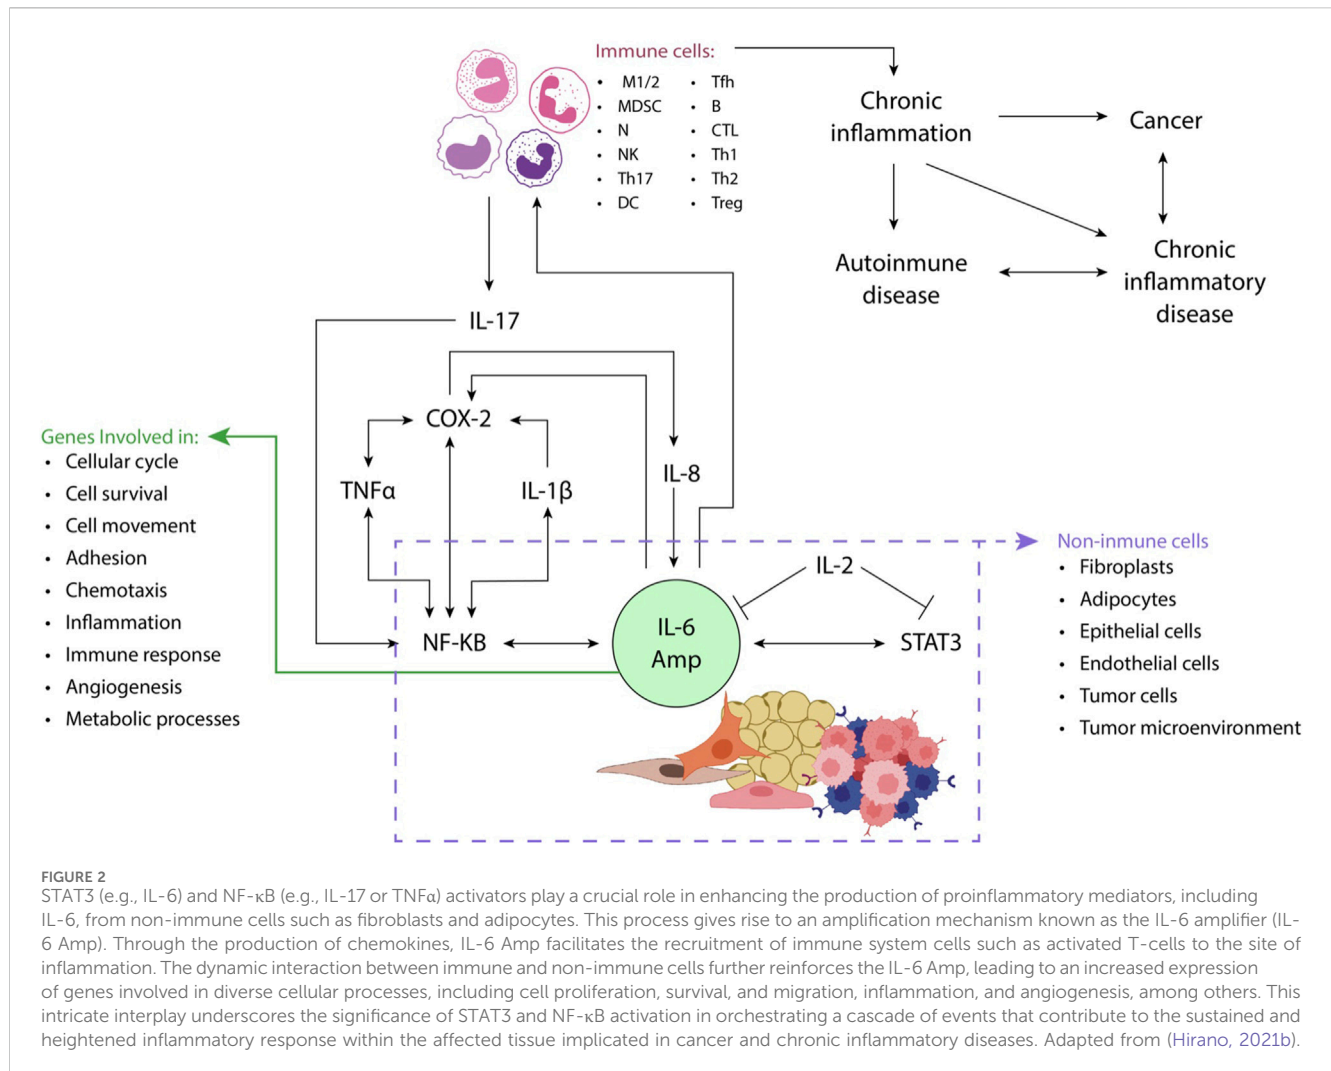 Immune cells:
• M1/2
• MDSC
• N
• NK
• Th17
• DC
• Tfh
• B
• CTL
• Th1
• Th2
• Treg
Chronic
inflammation
Cancer
Autoinmune
disease
Chronic
inflammatory
disease
IL-17
COX-2
TNFα
IL-1β
IL-8
Genes Involved in:
• Cellular cycle
• Cell survival
• Cell movement
• Adhesion
• Chemotaxis
• Inflammation
• Immune response
• Angiogenesis
• Metabolic processes
NF-KB
IL-6
Amp
IL-2
STAT3
Non-inmune cells
• Fibroplasts
• Adipocytes
• Epithelial cells
• Endothelial cells
• Tumor cells
• Tumor microenvironment
FIGURE 2
STAT3 (e.g., IL-6) and NF-κB (e.g., IL-17 or TNFα) activators play a crucial role in enhancing the production of proinflammatory mediators, including
IL-6, from non-immune cells such as fibroblasts and adipocytes. This process gives rise to an amplification mechanism known as the IL-6 amplifier (IL-
6 Amp). Through the production of chemokines, IL-6 Amp facilitates the recruitment of immune system cells such as activated T-cells to the site of
inflammation. The dynamic interaction between immune and non-immune cells further reinforces the IL-6 Amp, leading to an increased expression
of genes involved in diverse cellular processes, including cell proliferation, survival, and migration, inflammation, and angiogenesis, among others. This
intricate interplay underscores the significance of STAT3 and NF-κB activation in orchestrating a cascade of events that contribute to the sustained and
heightened inflammatory response within the affected tissue implicated in cancer and chronic inflammatory diseases. Adapted from (Hirano, 2021b).